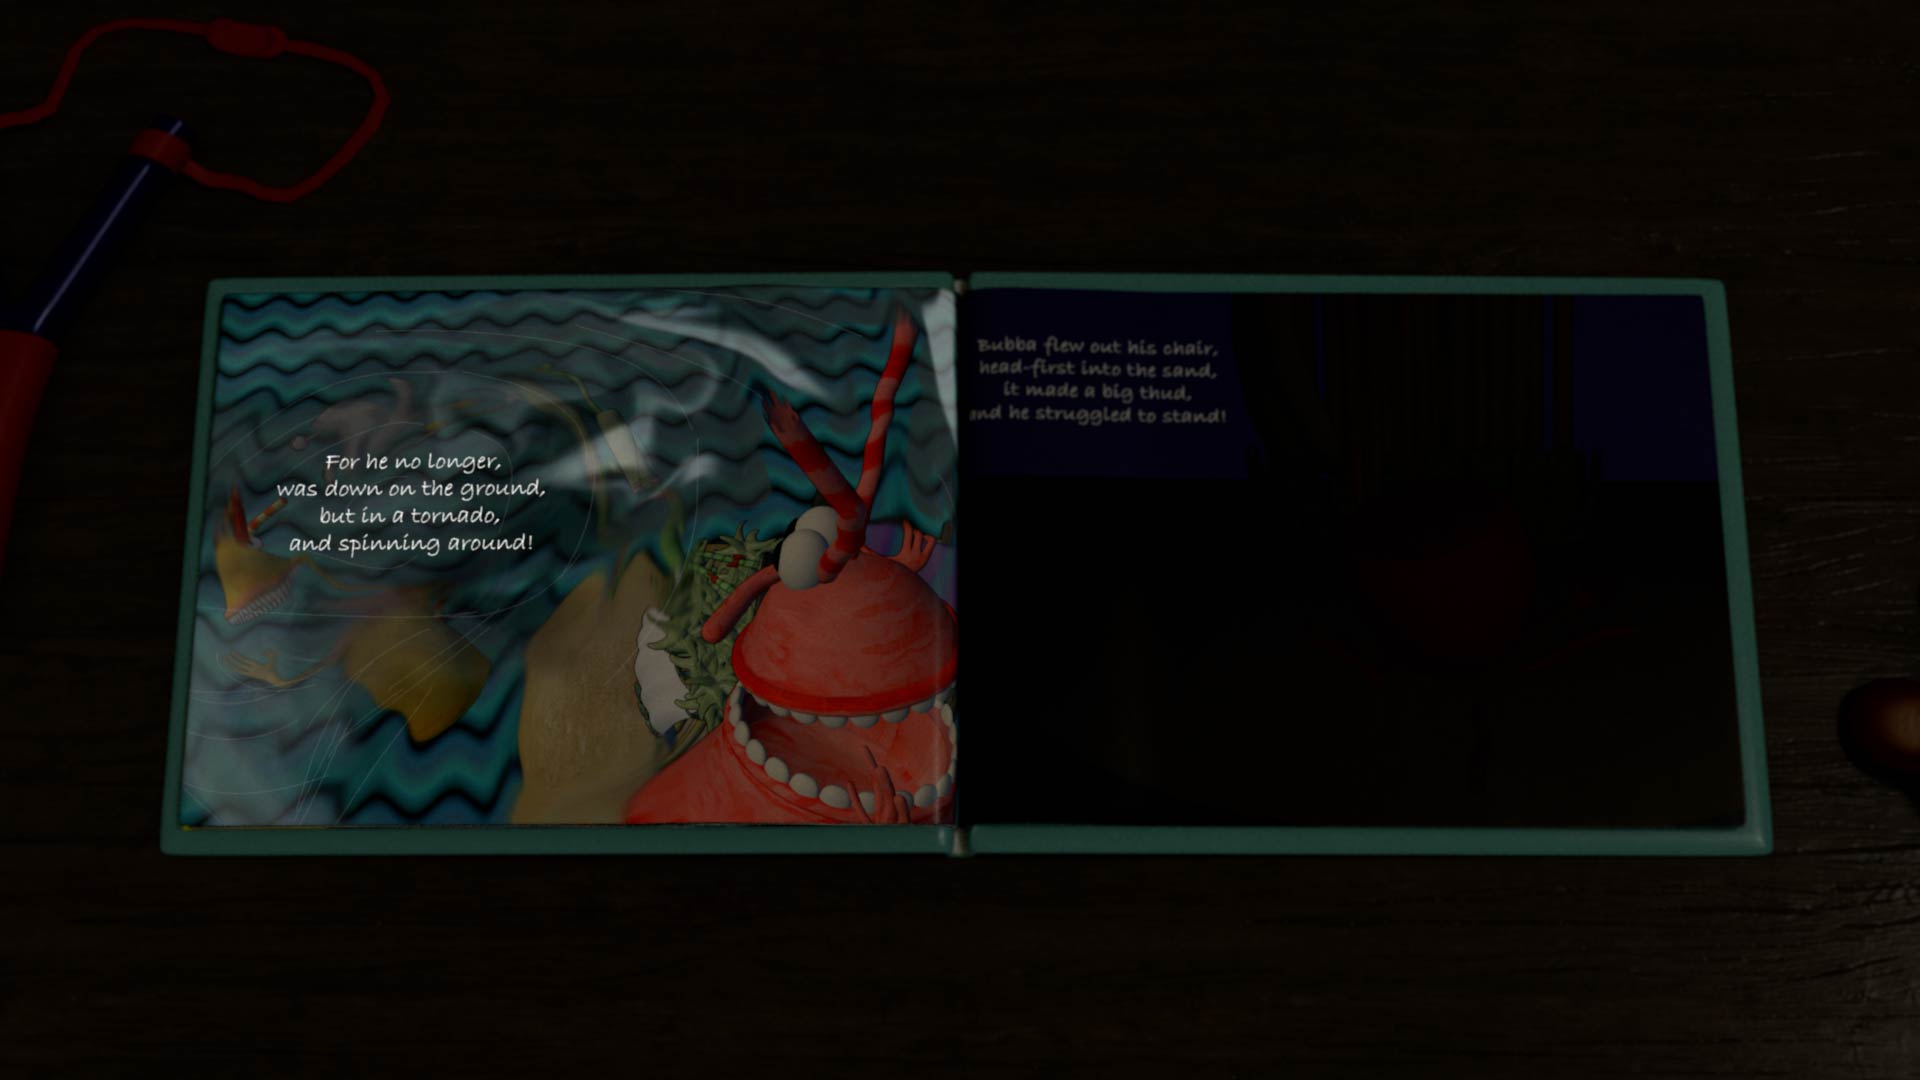 For he no longer,
was down on the ground,
but in a tornado,
and spinning around!
Bubba flew out his chair,
head-first into the sand,
it made a big thud,
and he struggled to stand!